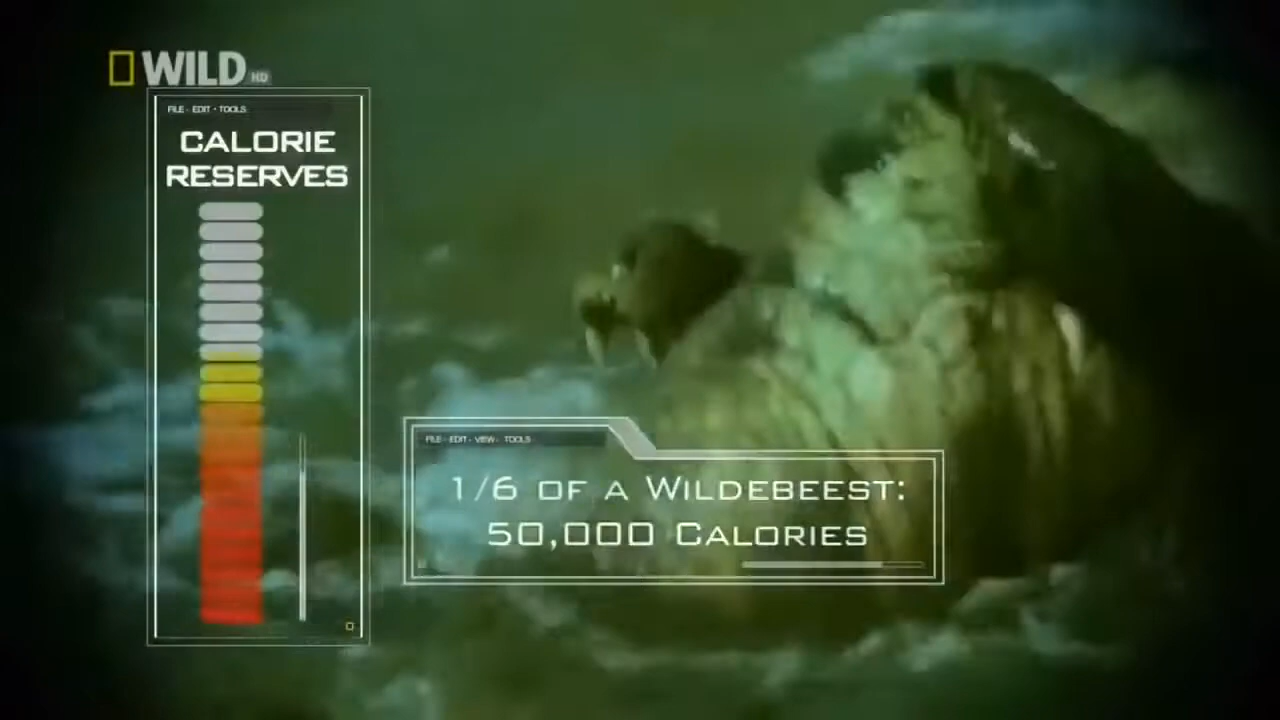 WILD HD
FILE - EDIT - TOOLS
CALORIE
RESERVES
FILE - EDIT - VIEW - TOOLS
1/6 OF A WILDEBEEST:
50,000 CALORIES